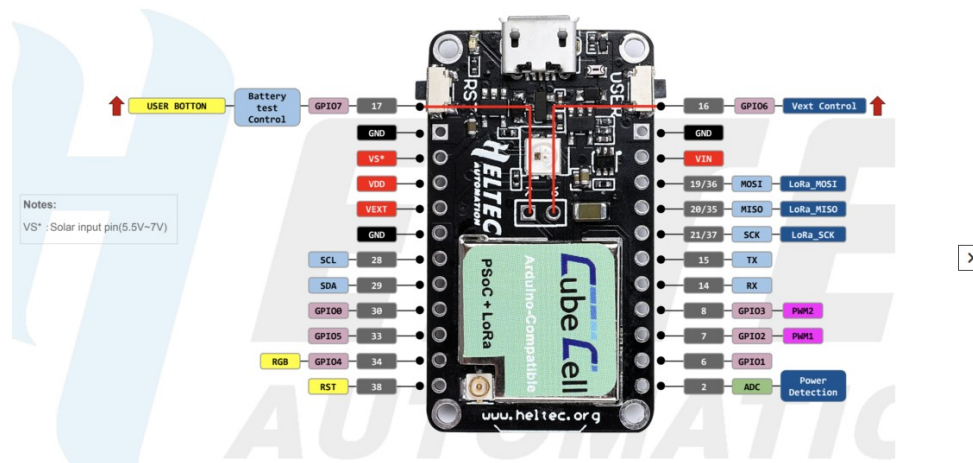 USER BOTTON
Battery test Control
GPIO7
17
16
GPIO6
Vext Control
GND
GND
VS*
VIN
VDD
19/36
MOSI
LoRa_MOSI
Notes:
VS* :Solar input pin(5.5V~7V)
VEXT
20/35
MISO
LoRa_MISO
GND
21/37
SCK
LoRa_SCK
SCL
28
15
TX
SDA
29
14
RX
GPIO0
30
8
GPIO3
PWM2
GPIO5
33
7
GPIO2
PWM1
RGB
GPIO4
34
6
GPIO1
RST
38
2
ADC
Power Detection
USER
HELTEC
AUTOMATION
Cube Cell
Arduino-Compatible
PSoC + LoRa
www.heltec.org